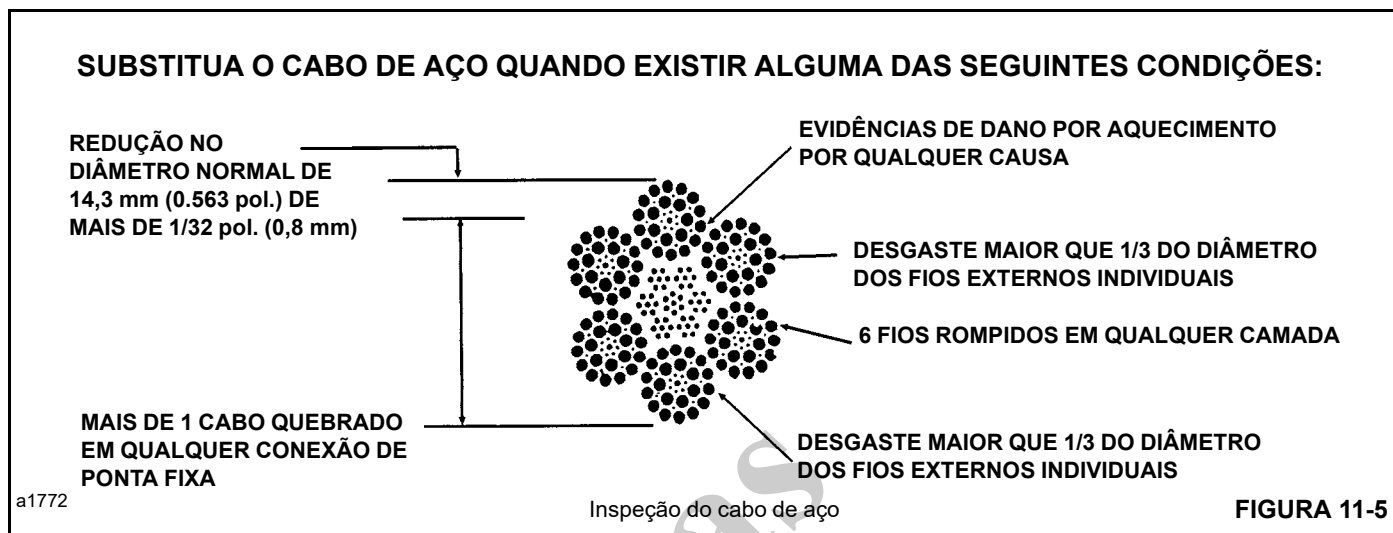 SUBSTITUA O CABO DE AÇO QUANDO EXISTIR ALGUMA DAS SEGUINTES CONDIÇÕES:
REDUÇÃO NO
DIÂMETRO NORMAL DE
14,3 mm (0.563 pol.) DE
MAIS DE 1/32 pol. (0,8 mm)
EVIDÊNCIAS DE DANO POR AQUECIMENTO
POR QUALQUER CAUSA
DESGASTE MAIOR QUE 1/3 DO DIÂMETRO
DOS FIOS EXTERNOS INDIVIDUAIS
6 FIOS ROMPIDOS EM QUALQUER CAMADA
MAIS DE 1 CABO QUEBRADO
EM QUALQUER CONEXÃO DE
PONTA FIXA
DESGASTE MAIOR QUE 1/3 DO DIÂMETRO
DOS FIOS EXTERNOS INDIVIDUAIS
a1772
Inspeção do cabo de aço
FIGURA 11-5